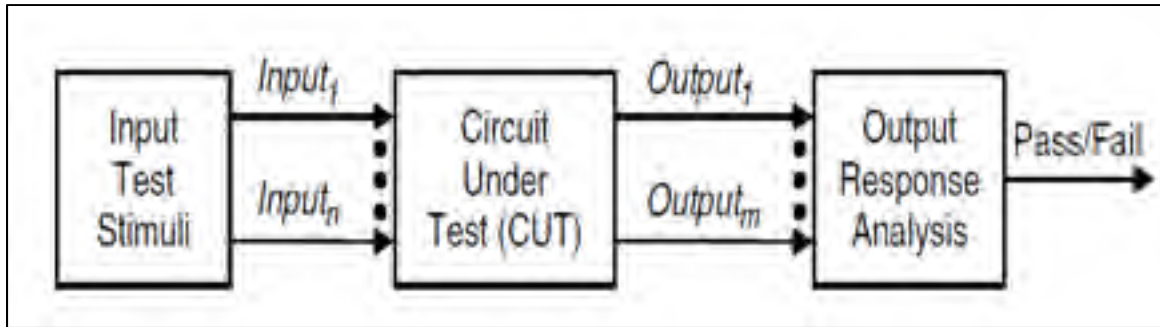 Input
Test
Stimuli
Input₁
Inputₙ
Circuit
Under
Test (CUT)
Output₁
Outputₘ
Output
Response
Analysis
Pass/Fail